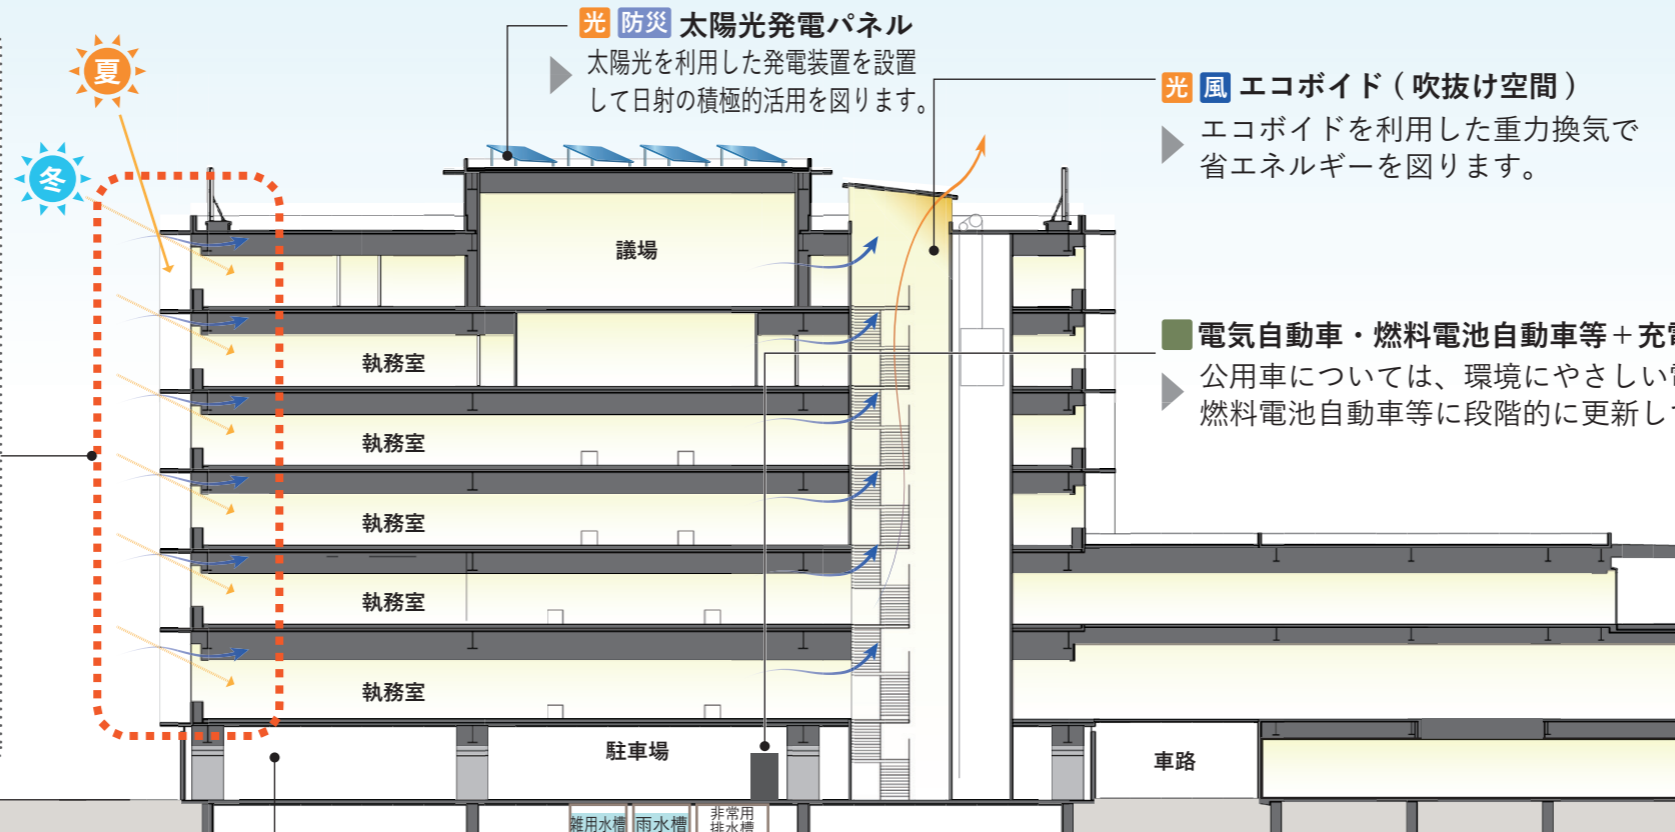 光 防災 太陽光発電パネル
太陽光を利用した発電装置を設置
して日射の積極的活用を図ります。
夏
冬
光 風 エコボイド ( 吹抜け空間 )
エコボイドを利用した重力換気で
省エネルギーを図ります。
議場
電気自動車・燃料電池自動車等＋充電
公用車については、環境にやさしい
燃料電池自動車等に段階的に更新し
執務室
執務室
執務室
執務室
執務室
駐車場
車路
雑用水槽
雨水槽
非常用
排水槽